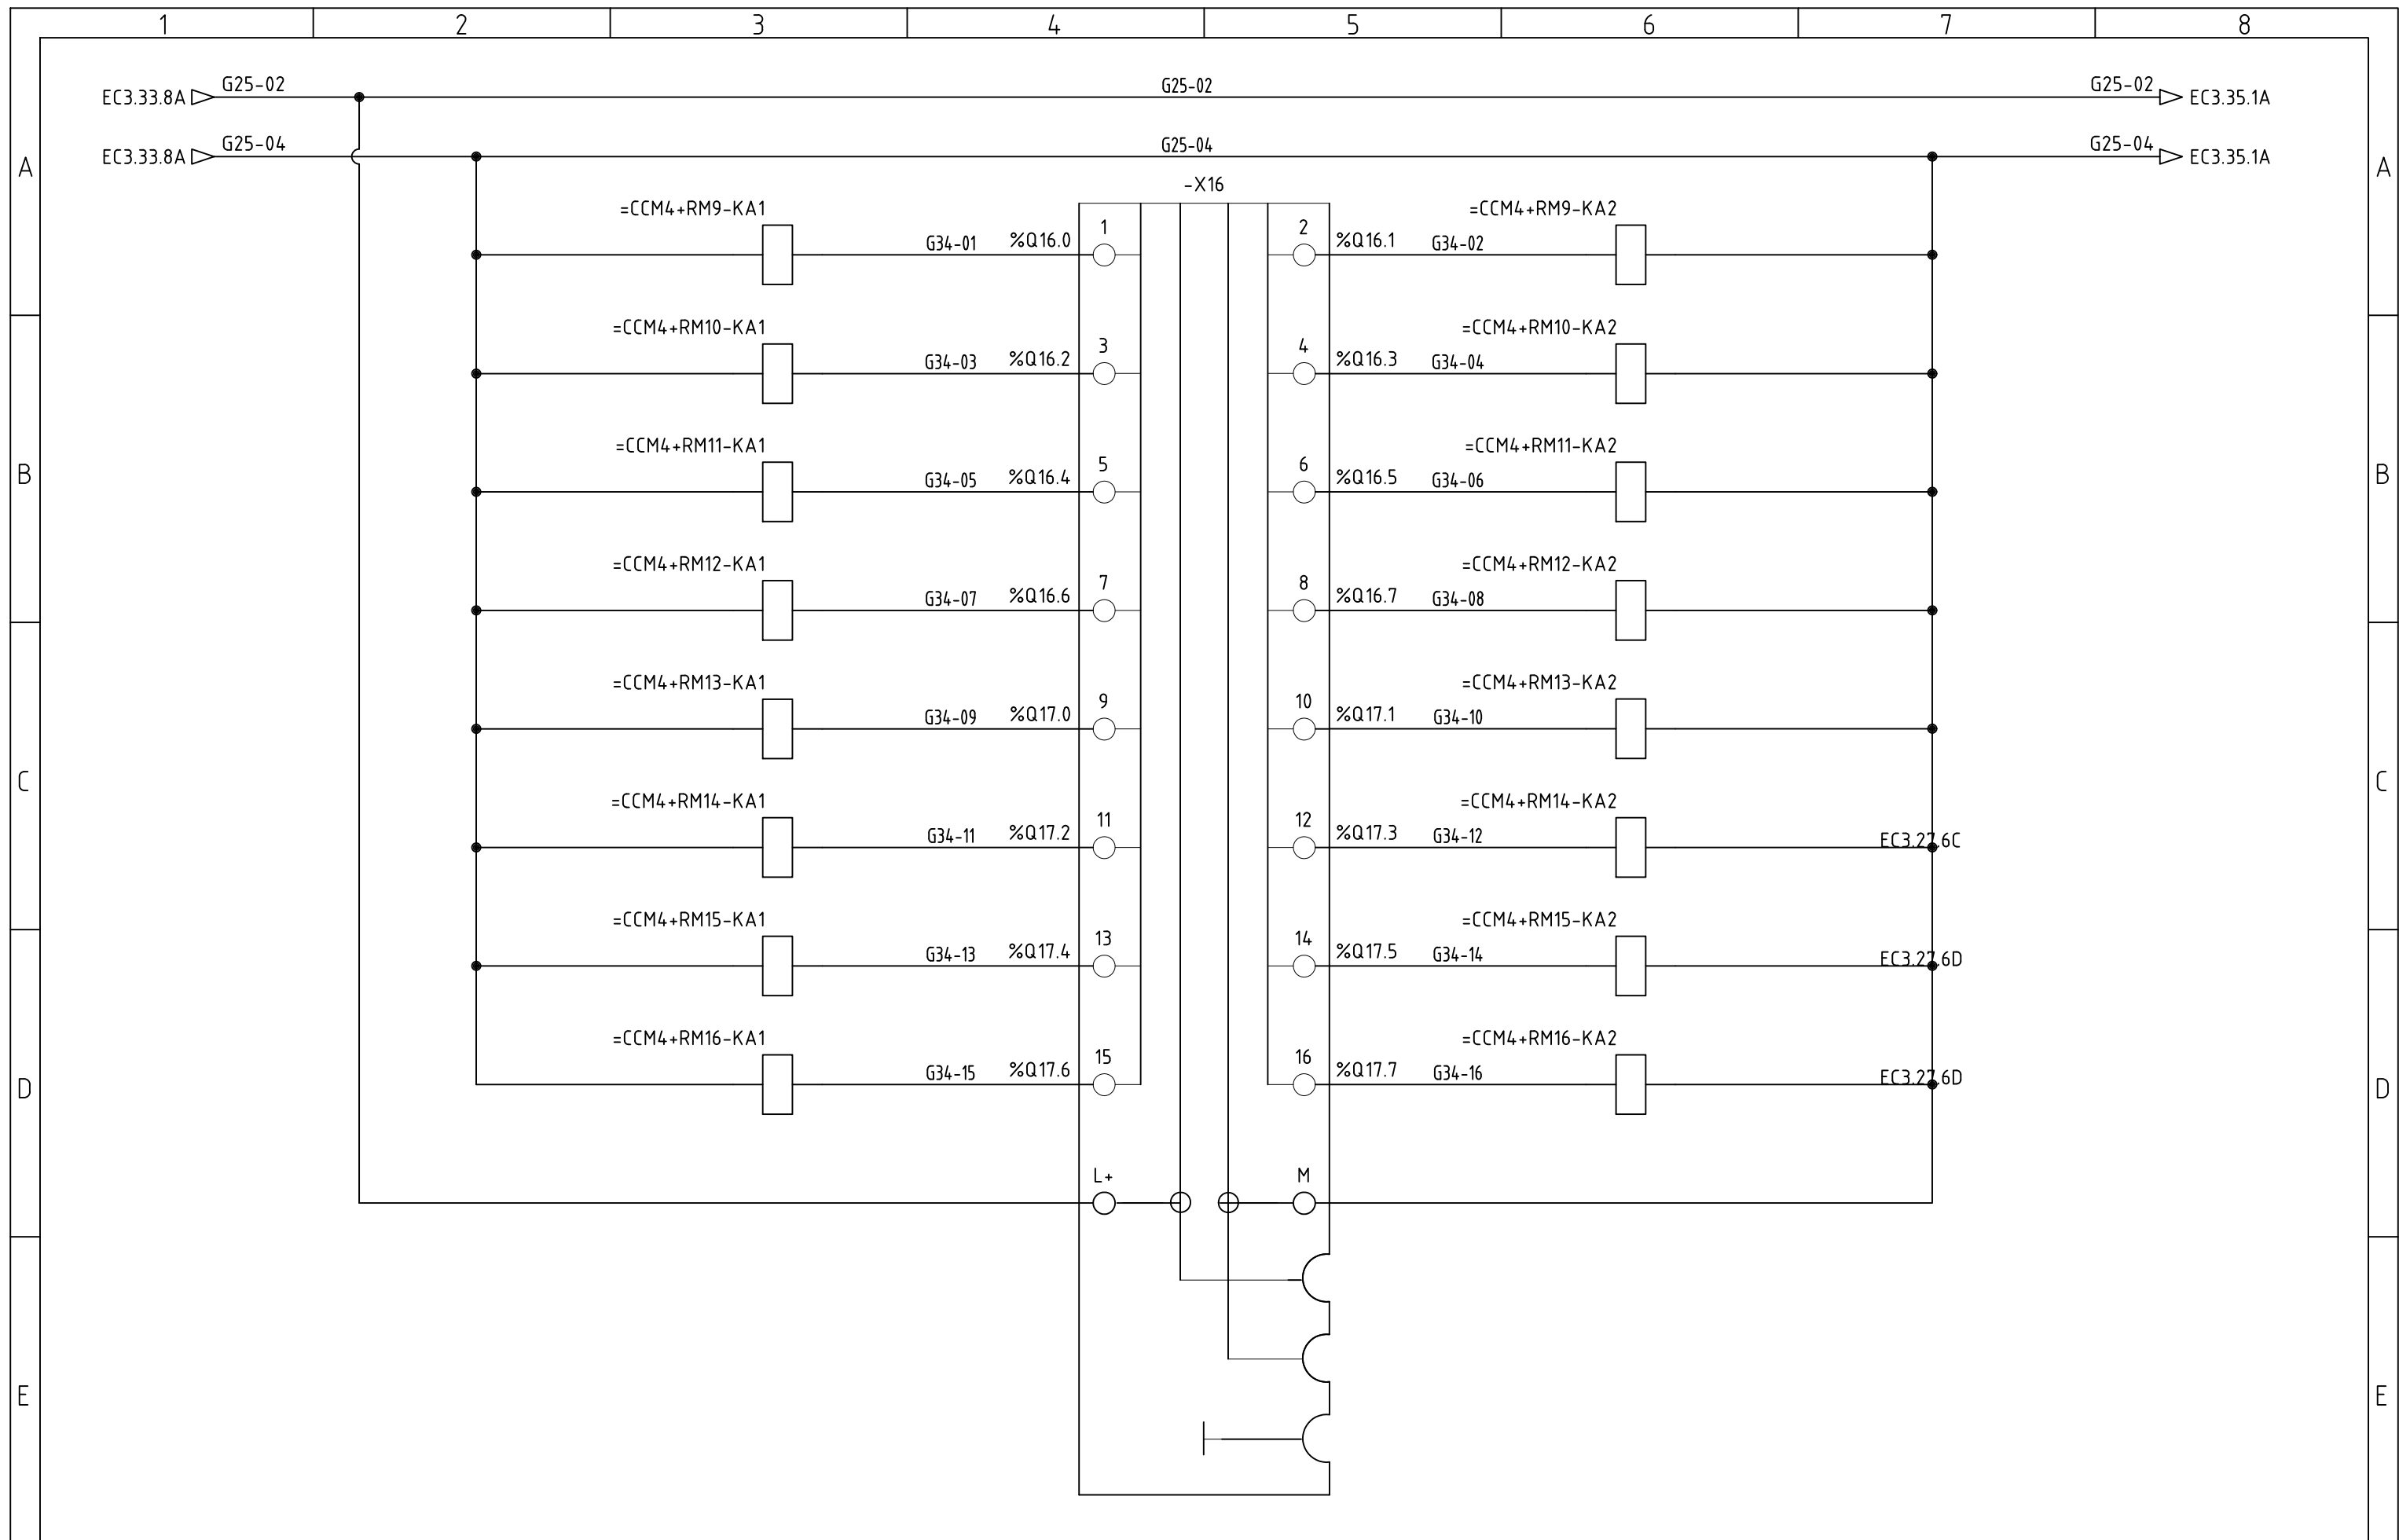 1 2 3 4 5 6 7 8
G25-02 G25-02 G25-02
EC3.33.8A EC3.35.1A
G25-04 G25-04 G25-04
EC3.33.8A EC3.35.1A
A A
-X16
=CCM4+RM9-KA1 =CCM4+RM9-KA2
G34-01 %Q16.0 1 2 %Q16.1 G34-02
=CCM4+RM10-KA1 =CCM4+RM10-KA2
G34-03 %Q16.2 3 4 %Q16.3 G34-04
=CCM4+RM11-KA1 =CCM4+RM11-KA2
B B
G34-05 %Q16.4 5 6 %Q16.5 G34-06
=CCM4+RM12-KA1 =CCM4+RM12-KA2
G34-07 %Q16.6 7 8 %Q16.7 G34-08
=CCM4+RM13-KA1 =CCM4+RM13-KA2
G34-09 %Q17.0 9 10 %Q17.1 G34-10
C C
=CCM4+RM14-KA1 =CCM4+RM14-KA2
G34-11 %Q17.2 11 12 %Q17.3 G34-12 EC3.27.6C
=CCM4+RM15-KA1 =CCM4+RM15-KA2
G34-13 %Q17.4 13 14 %Q17.5 G34-14 EC3.27.6D
=CCM4+RM16-KA1 =CCM4+RM16-KA2
G34-15 %Q17.6 15 16 %Q17.7 G34-16 EC3.27.6D
D D
L+ M
E E